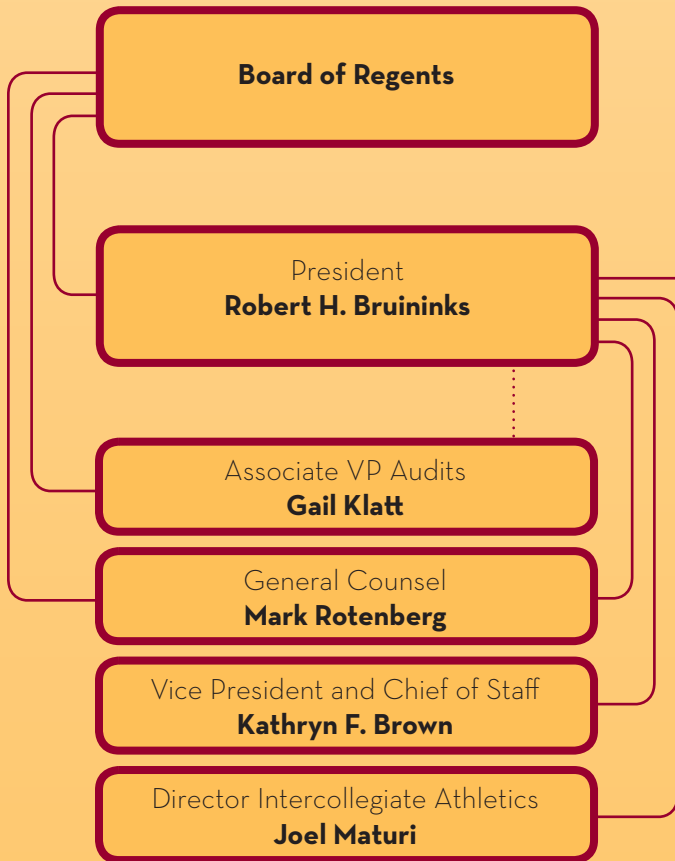 Board of Regents
President
Robert H. Bruininks
Associate VP Audits
Gail Klatt
General Counsel
Mark Rotenberg
Vice President and Chief of Staff
Kathryn F. Brown
Director Intercollegiate Athletics
Joel Maturi